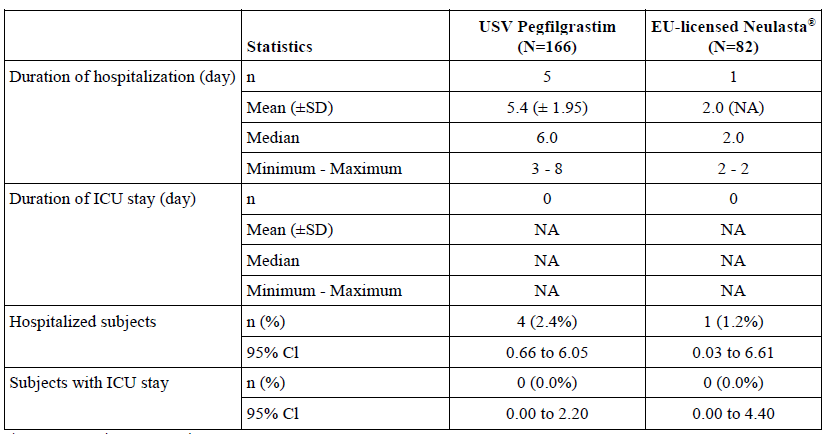 Statistics USV Pegfilgrastim (N=166) EU-licensed Neulasta® (N=82)
Duration of hospitalization (day) n 5 1
Mean (±SD) 5.4 (± 1.95) 2.0 (NA)
Median 6.0 2.0
Minimum - Maximum 3 - 8 2 - 2
Duration of ICU stay (day) n 0 0
Mean (±SD) NA NA
Median NA NA
Minimum - Maximum NA NA
Hospitalized subjects n (%) 4 (2.4%) 1 (1.2%)
95% Cl 0.66 to 6.05 0.03 to 6.61
Subjects with ICU stay n (%) 0 (0.0%) 0 (0.0%)
95% Cl 0.00 to 2.20 0.00 to 4.40